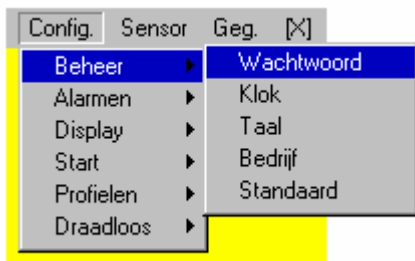 Config. Sensor Geg. [X]
Beheer
Alarmen
Display
Start
Profielen
Draadloos
Wachtwoord
Klok
Taal
Bedrijf
Standaard